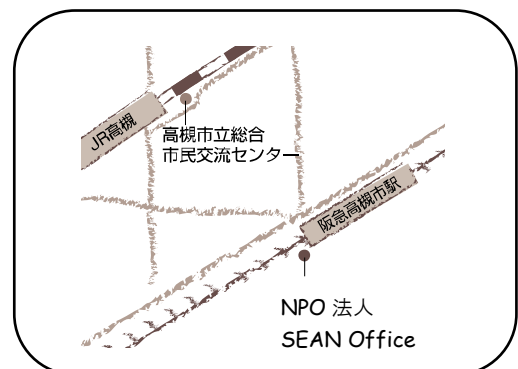 JR高槻
高槻市立総合
市民交流センター
阪急高槻市駅
NPO 法人
SEAN Office